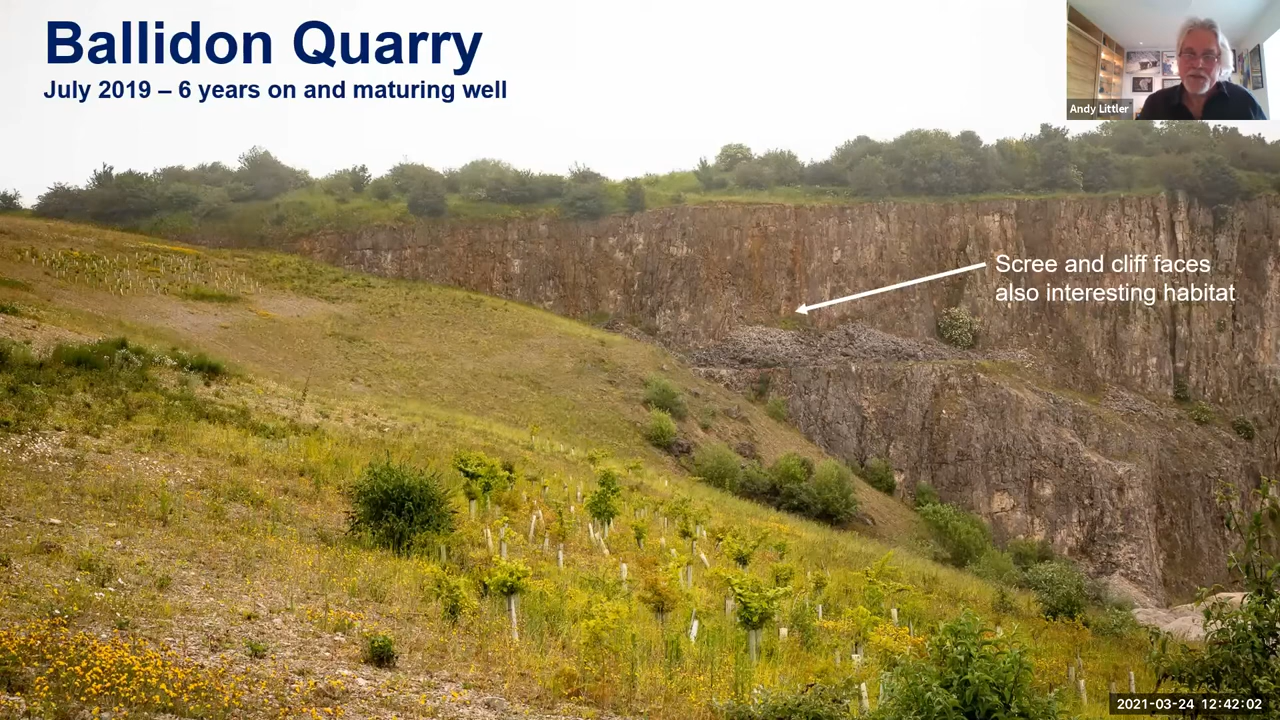 Ballidon Quarry
July 2019 – 6 years on and maturing well
Andy Littler
Scree and cliff faces
also interesting habitat
2021-03-24 12:42:02